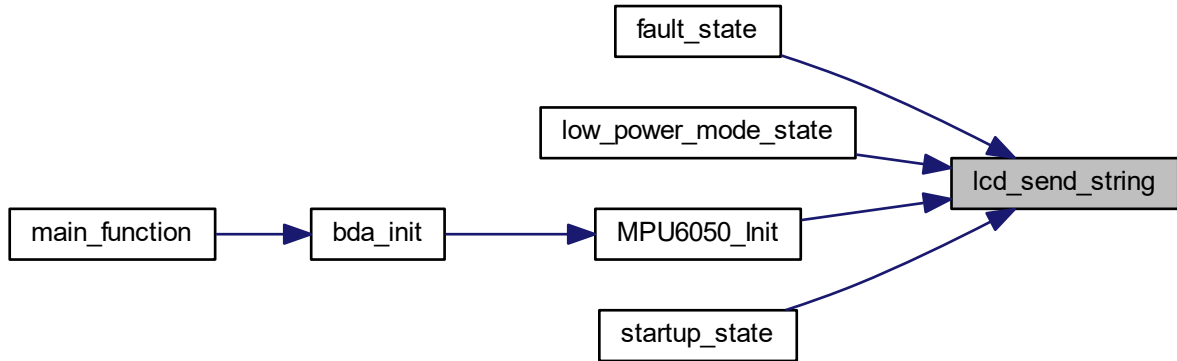 fault_state
low_power_mode_state
lcd_send_string
main_function
bda_init
MPU6050_Init
startup_state